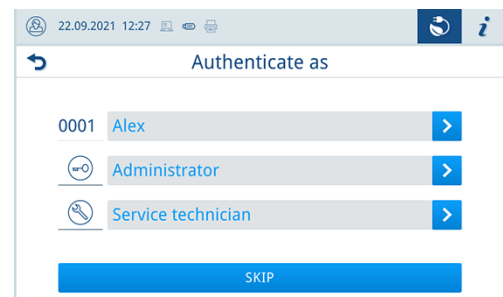 22.09.2021 12:27
i
Authenticate as
0001 Alex
Administrator
Service technician
SKIP